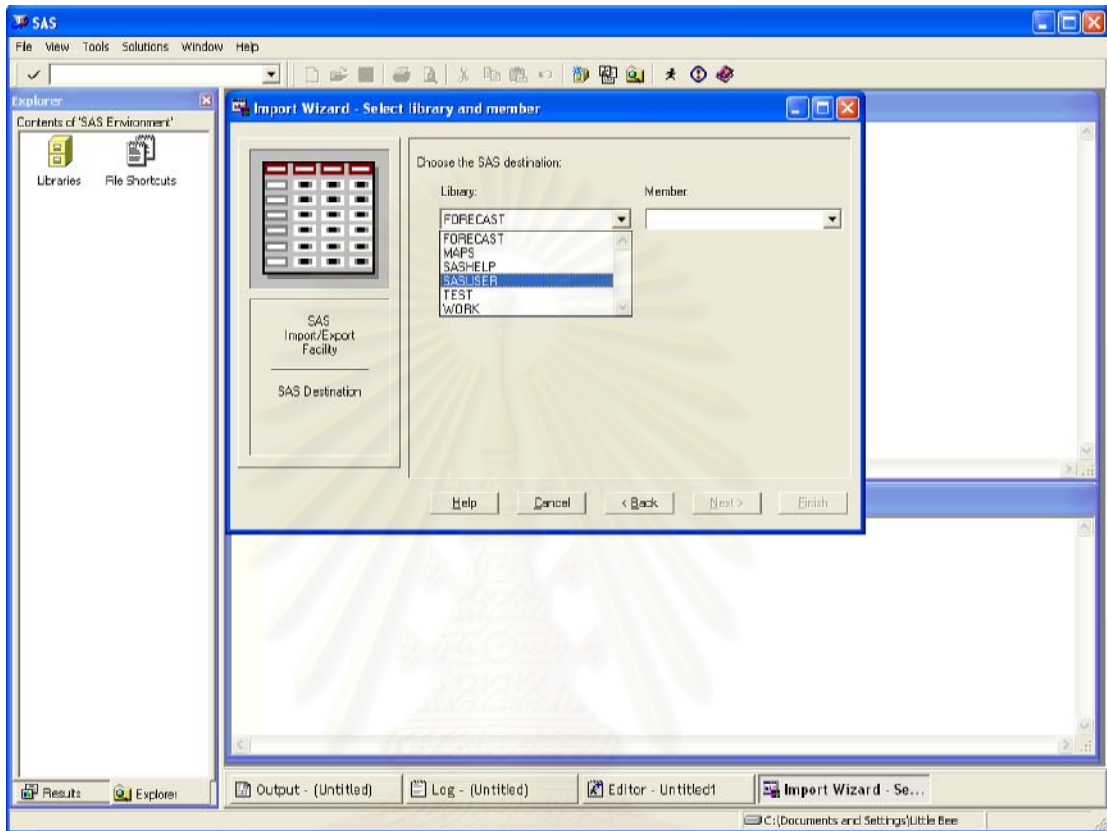 SAS
File View Tools Solutions Window Help
Explorer
Contents of 'SAS Environment'
Libraries
File Shortcuts
Import Wizard - Select library and member
Choose the SAS destination:
Library:
Member:
FORECAST
FORECAST
MAPS
SASHELP
SASUSER
TEST
WORK
SAS
Import/Export
Facility
SAS Destination
Help
Cancel
< Back
Next >
Finish
Results
Explorer
Output - (Untitled)
Log - (Untitled)
Editor - Untitled1
Import Wizard - Se...
C:\Documents and Settings\Little Bee